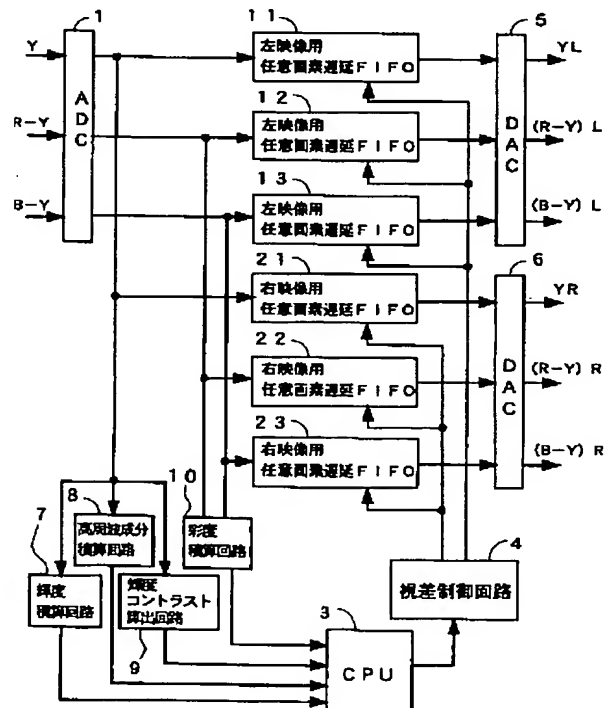 1
ADC
Y
R-Y
B-Y
11
左映像用
任意画素遅延FIFO
12
左映像用
任意画素遅延FIFO
13
左映像用
任意画素遅延FIFO
21
右映像用
任意画素遅延FIFO
22
右映像用
任意画素遅延FIFO
23
右映像用
任意画素遅延FIFO
5
DAC
YL
(R-Y) L
(B-Y) L
6
DAC
YR
(R-Y) R
(B-Y) R
7
輝度
積算回路
8
高周波成分
積算回路
輝度
コントラスト
算出回路
9
10
彩度
積算回路
3
CPU
4
視差制御回路